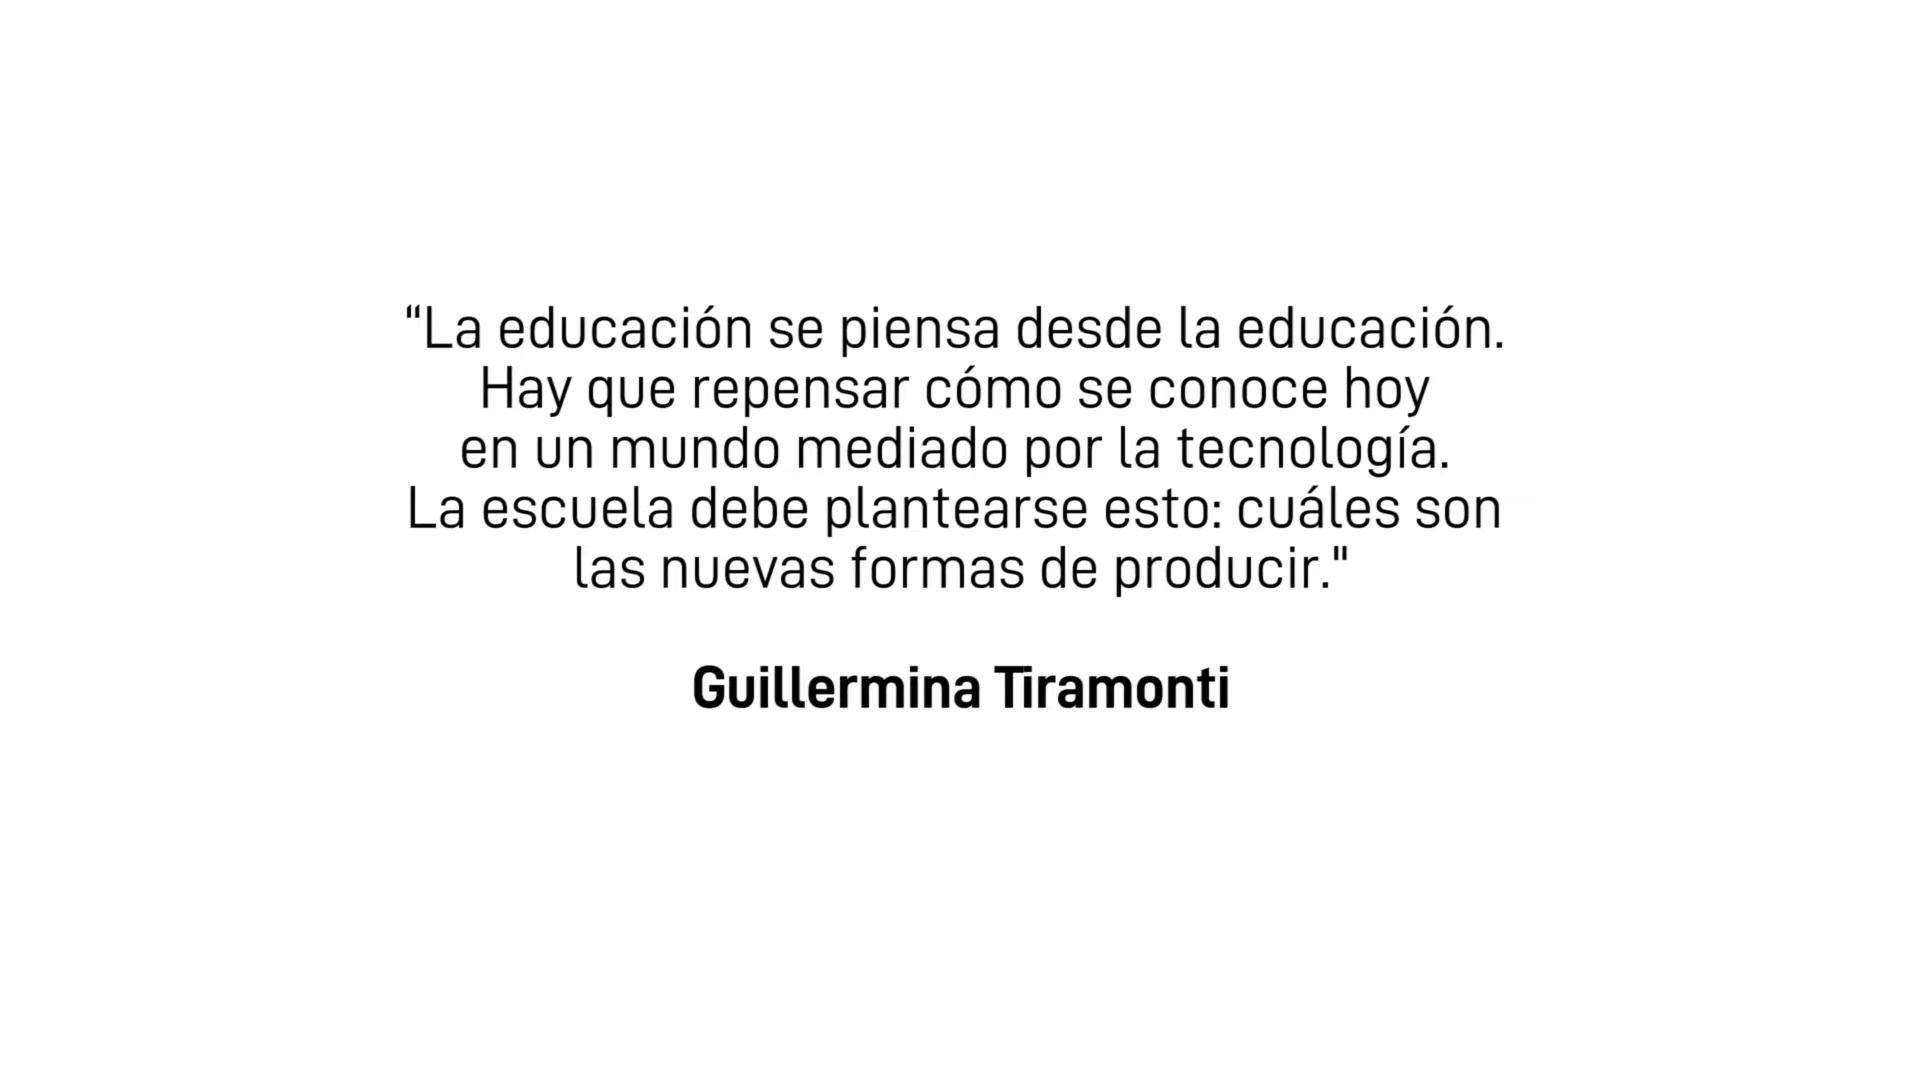 “La educación se piensa desde la educación.
Hay que repensar cómo se conoce hoy
en un mundo mediado por la tecnología.
La escuela debe plantearse esto: cuáles son
las nuevas formas de producir."
Guillermina Tiramonti